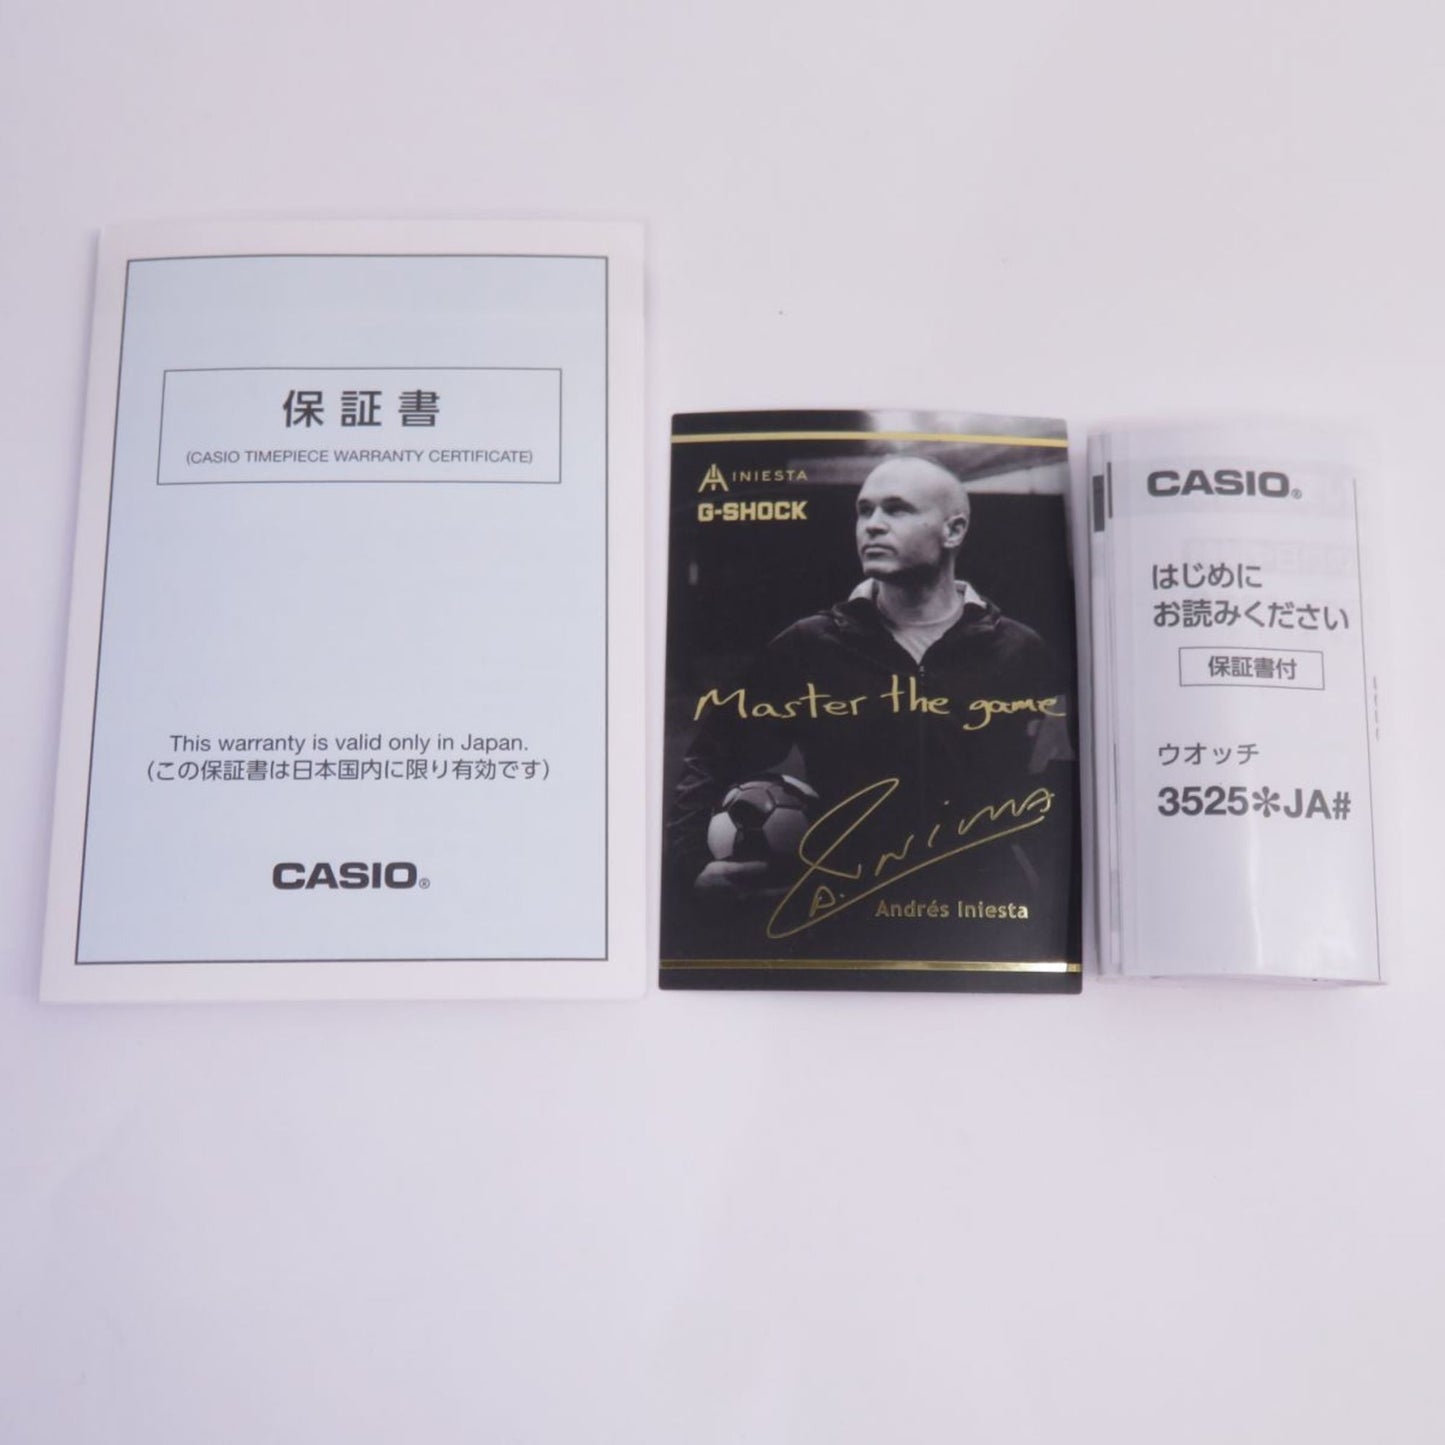 保証書
(CASIO TIMEPIECE WARRANTY CERTIFICATE)
This warranty is valid only in Japan.
(この保証書は日本国内に限り有効です)
CASIO®
INIESTA
G-SHOCK
Master the game
A. INIESTA
Andrés Iniesta
CASIO®
はじめに
お読みください
保証書付
ウオッチ
3525✻JA#